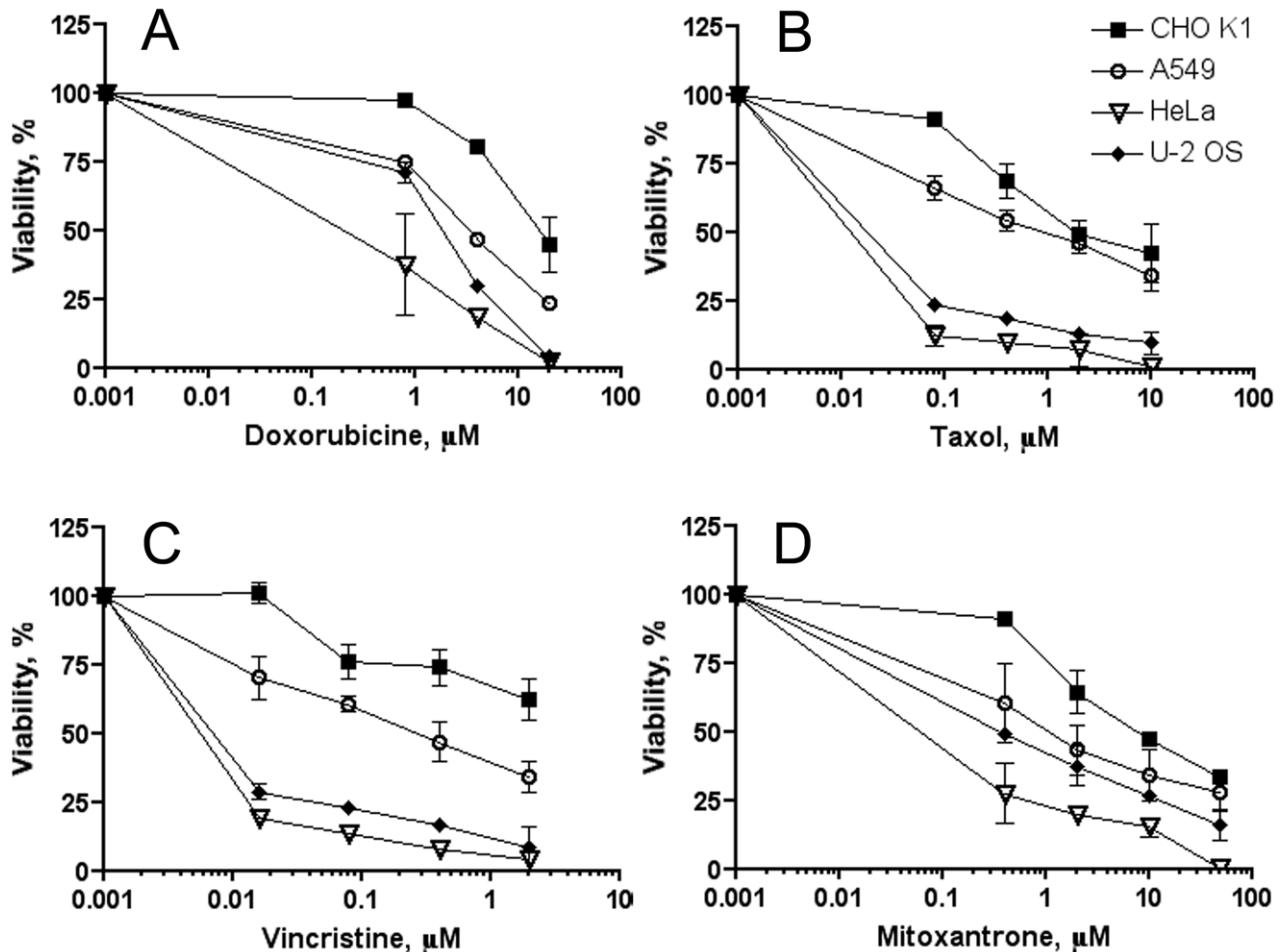 A
125
100
75
50
25
0
Viability, %
0.001 0.01 0.1 1 10 100
Doxorubicine, μM
B
125
100
75
50
25
0
Viability, %
0.001 0.01 0.1 1 10 100
Taxol, μM
CHO K1
A549
HeLa
U-2 OS
C
125
100
75
50
25
0
Viability, %
0.001 0.01 0.1 1 10
Vincristine, μM
D
125
100
75
50
25
0
Viability, %
0.001 0.01 0.1 1 10 100
Mitoxantrone, μM